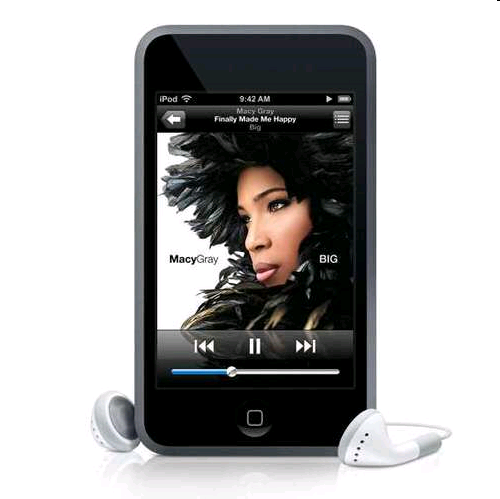 iPod 9:42 AM
Macy Gray
Finally Made Me Happy
Big
MacyGray BIG